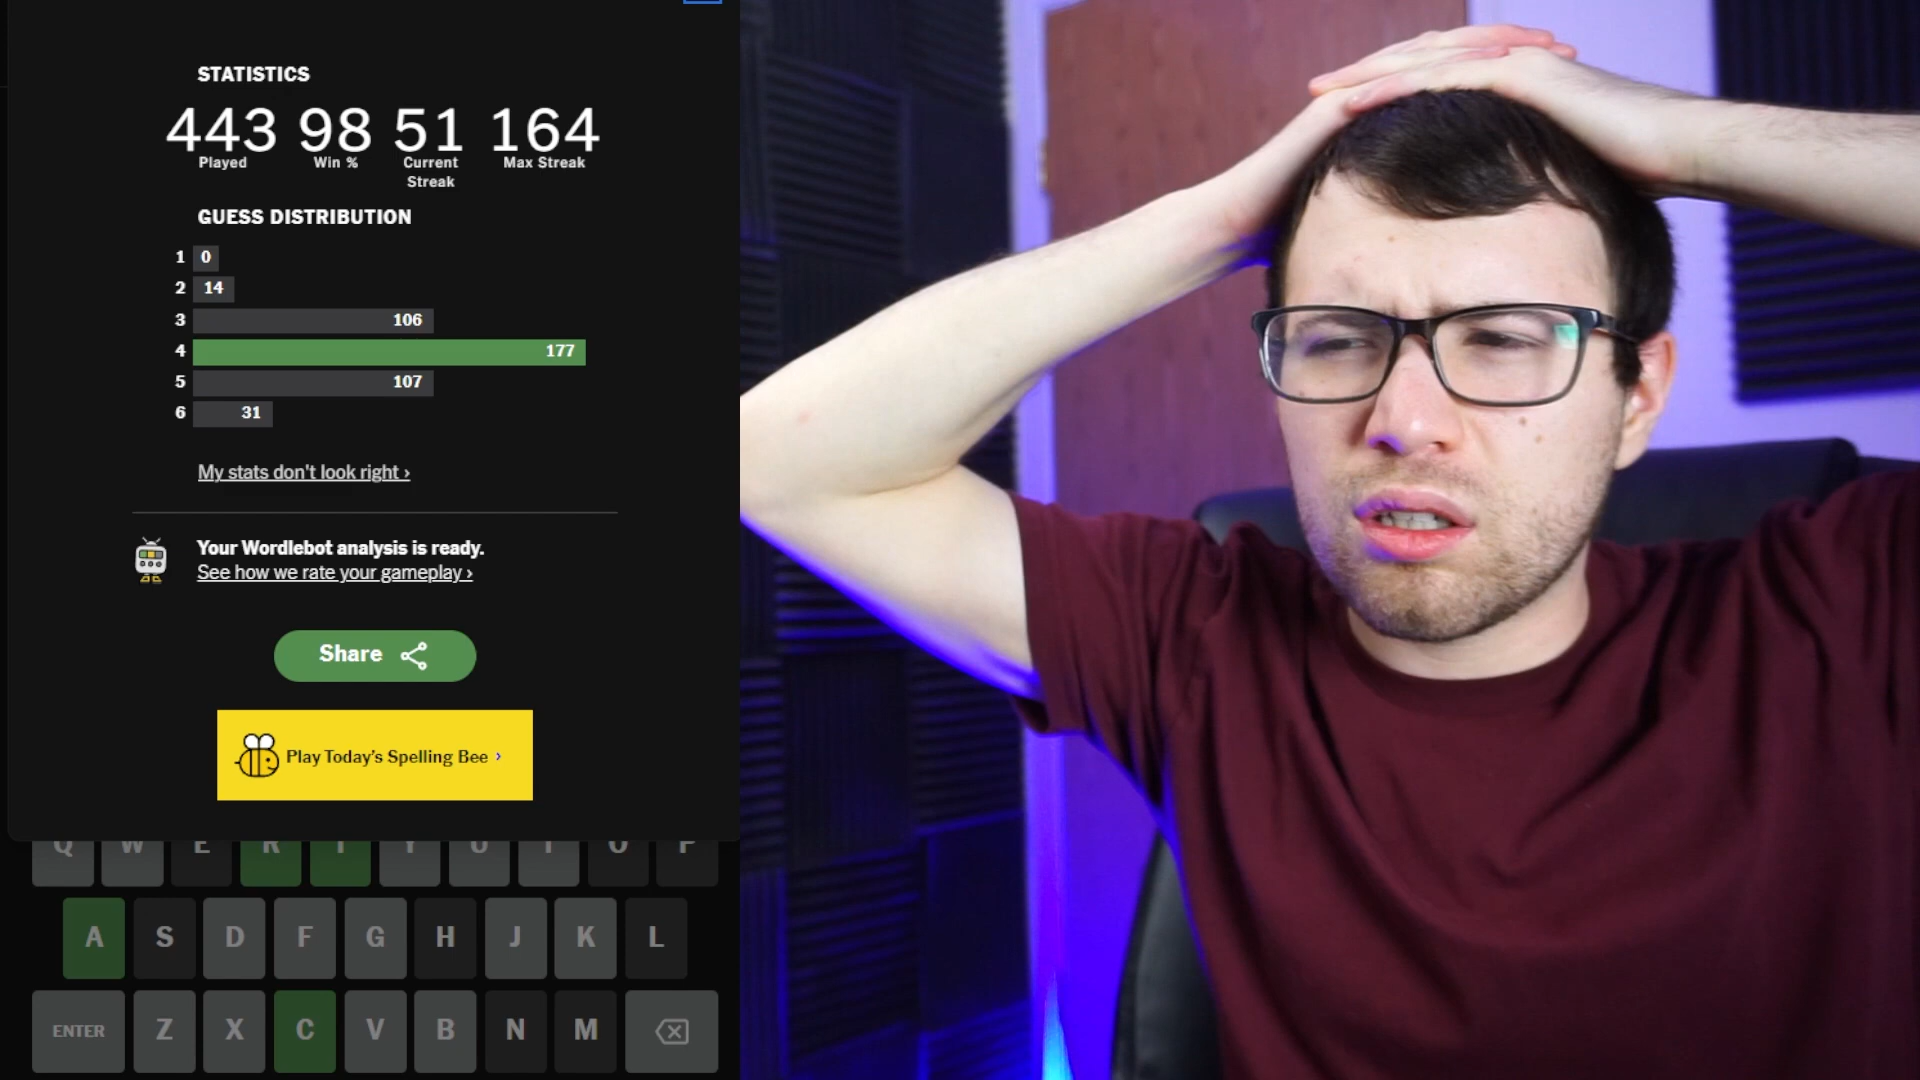 STATISTICS
443 98 51 164
Played Win % Current Streak Max Streak
GUESS DISTRIBUTION
1 0
2 14
3 106
4 177
5 107
6 31
My stats don't look right ›
Your Wordlebot analysis is ready.
See how we rate your gameplay ›
Share
Play Today's Spelling Bee ›
Q W E R T Y U I O P
A S D F G H J K L
ENTER Z X C V B N M